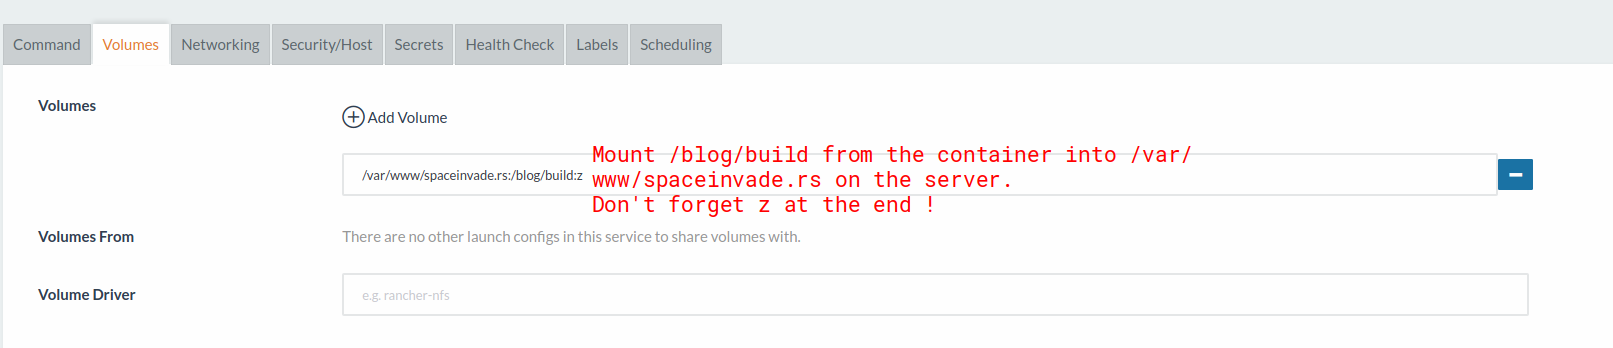 Command Volumes Networking Security/Host Secrets Health Check Labels Scheduling
Volumes
Add Volume
/var/www/spaceinvade.rs:/blog/build:z
Mount /blog/build from the container into /var/
www/spaceinvade.rs on the server.
Don't forget z at the end !
Volumes From
There are no other launch configs in this service to share volumes with.
Volume Driver
e.g. rancher-nfs